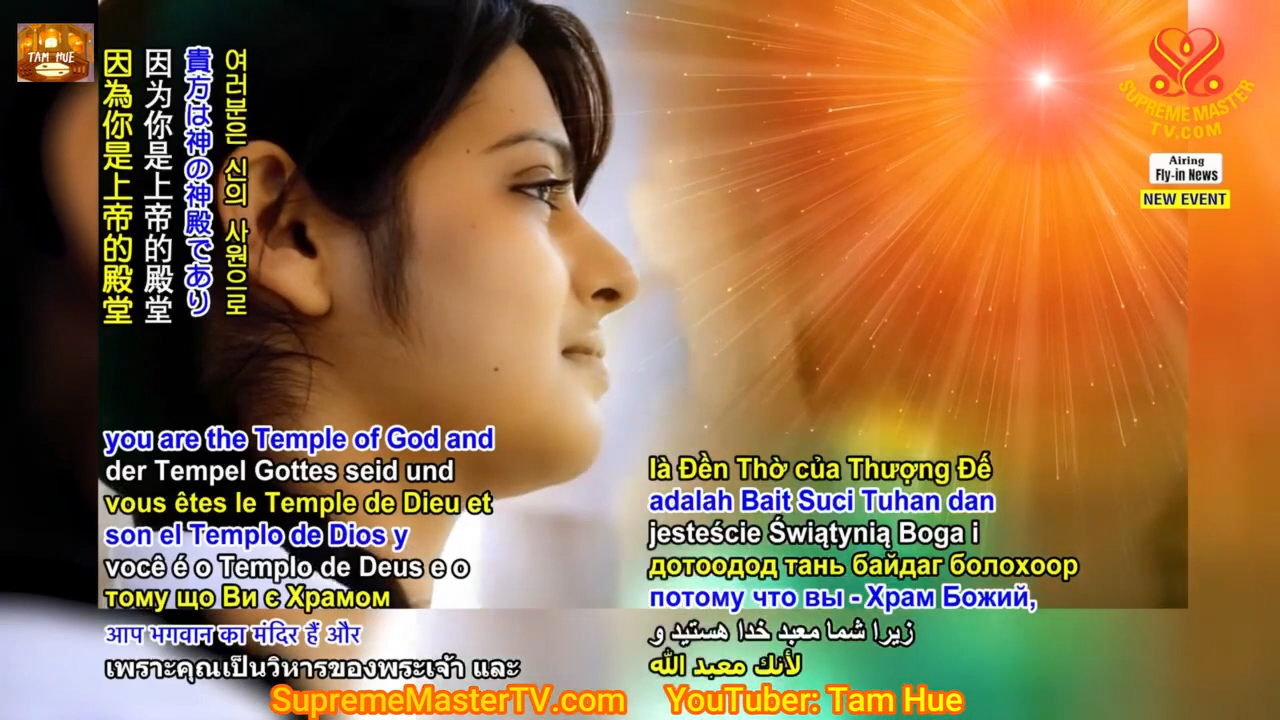 TAM HUE
因為你是上帝的殿堂
因为你是上帝的殿堂
貴方は神の神殿であり
여러분은 신의 사원으로
SUPREME MASTER
TV.COM
Airing
Fly-in News
NEW EVENT
you are the Temple of God and
der Tempel Gottes seid und
vous êtes le Temple de Dieu et
son el Templo de Dios y
você é o Templo de Deus e o
тому що Ви є Храмом
आप भगवान का मंदिर हैं और
เพราะคุณเป็นวิหารของพระเจ้า และ
là Đền Thờ của Thượng Đế
adalah Bait Suci Tuhan dan
jesteście Świątynią Boga i
дотоодод тань байдаг болохоор
потому что вы - Храм Божий,
زیرا شما معبد خدا هستید و
لأنك معبد الله
SupremeMasterTV.com YouTuber: Tam Hue